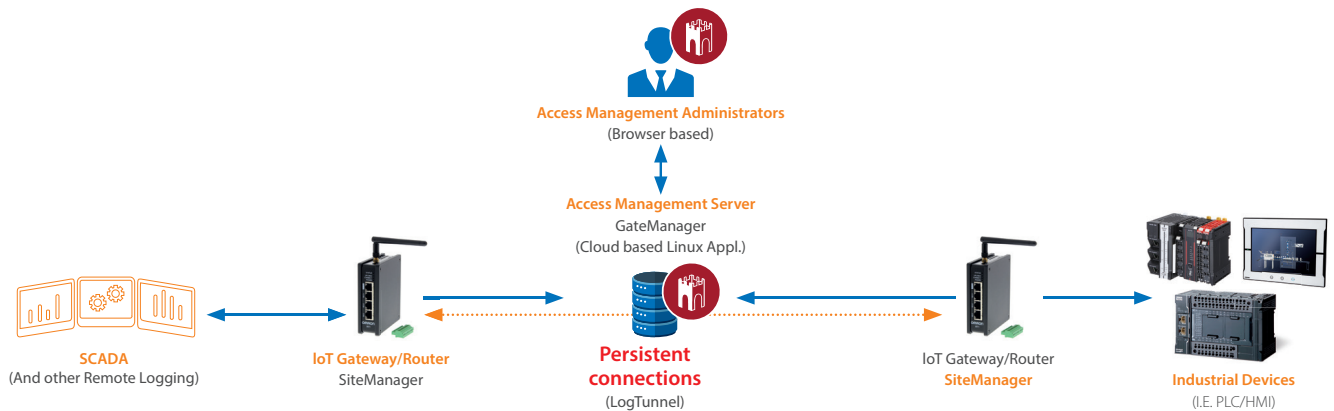 Access Management Administrators
(Browser based)
Access Management Server
GateManager
(Cloud based Linux Appl.)
SCADA
(And other Remote Logging)
IoT Gateway/Router
SiteManager
Persistent
connections
(LogTunnel)
IoT Gateway/Router
SiteManager
Industrial Devices
(I.E. PLC/HMI)